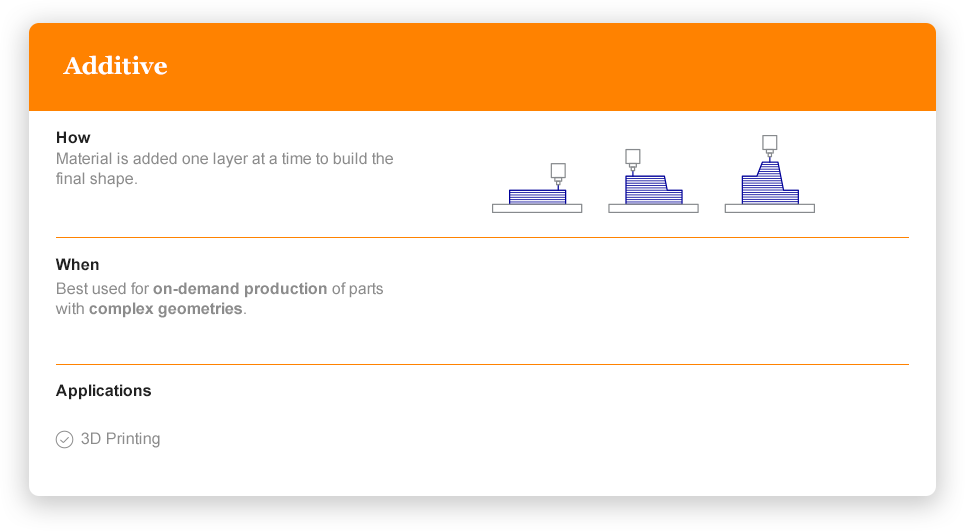 Additive
How
Material is added one layer at a time to build the
final shape.
When
Best used for on-demand production of parts
with complex geometries.
Applications
3D Printing